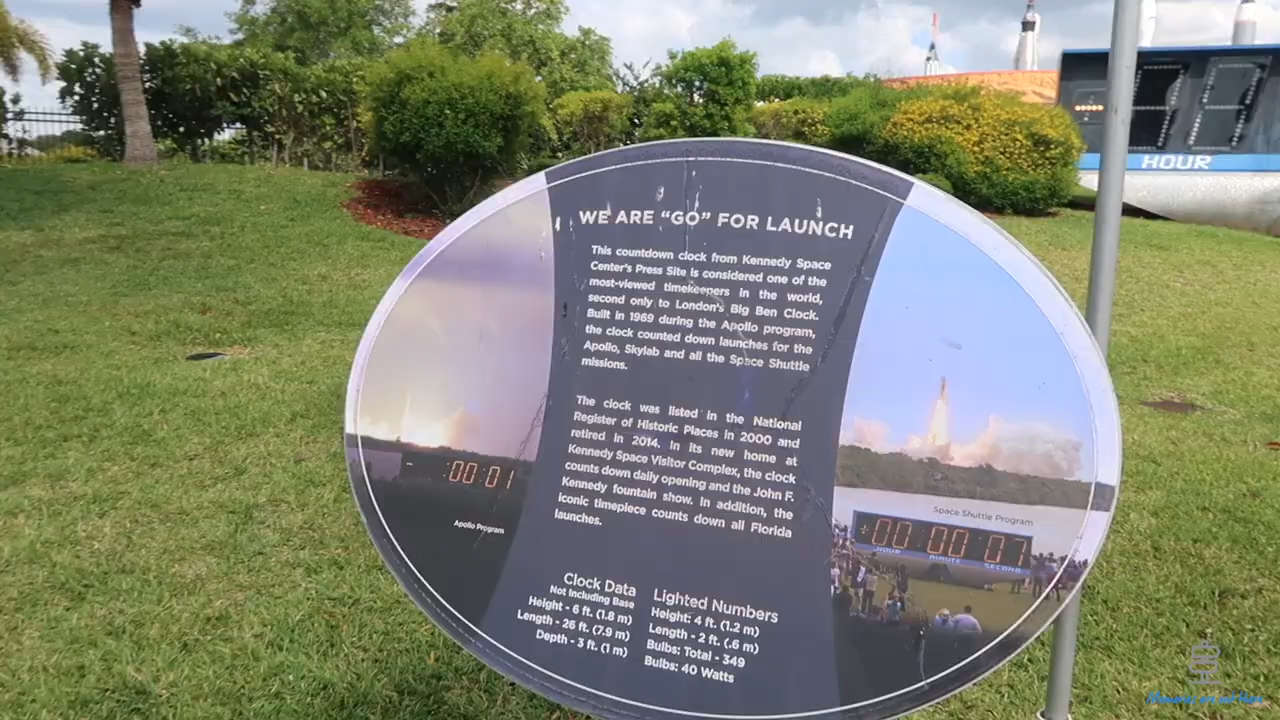 HOUR
WE ARE “GO” FOR LAUNCH
This countdown clock from Kennedy Space
Center’s Press Site is considered one of the
most-viewed timekeepers in the world,
second only to London’s Big Ben Clock.
Built in 1969 during the Apollo program,
the clock counted down launches for the
Apollo, Skylab and all the Space Shuttle
missions.
The clock was listed in the National
Register of Historic Places in 2000 and
retired in 2014. In its new home at
Kennedy Space Visitor Complex, the clock
counts down daily opening and the John F.
Kennedy fountain show. In addition, the
iconic timepiece counts down all Florida
launches.
- 00:01
Apollo Program
Space Shuttle Program
+00:00:07
HOUR MINUTE SECOND
Clock Data
Not Including Base
Height - 6 ft. (1.8 m)
Length - 26 ft (7.9 m)
Depth - 3 ft. (1 m)
Lighted Numbers
Height: 4 ft. (1.2 m)
Length - 2 ft. (.6 m)
Bulbs: Total - 349
Bulbs: 40 Watts